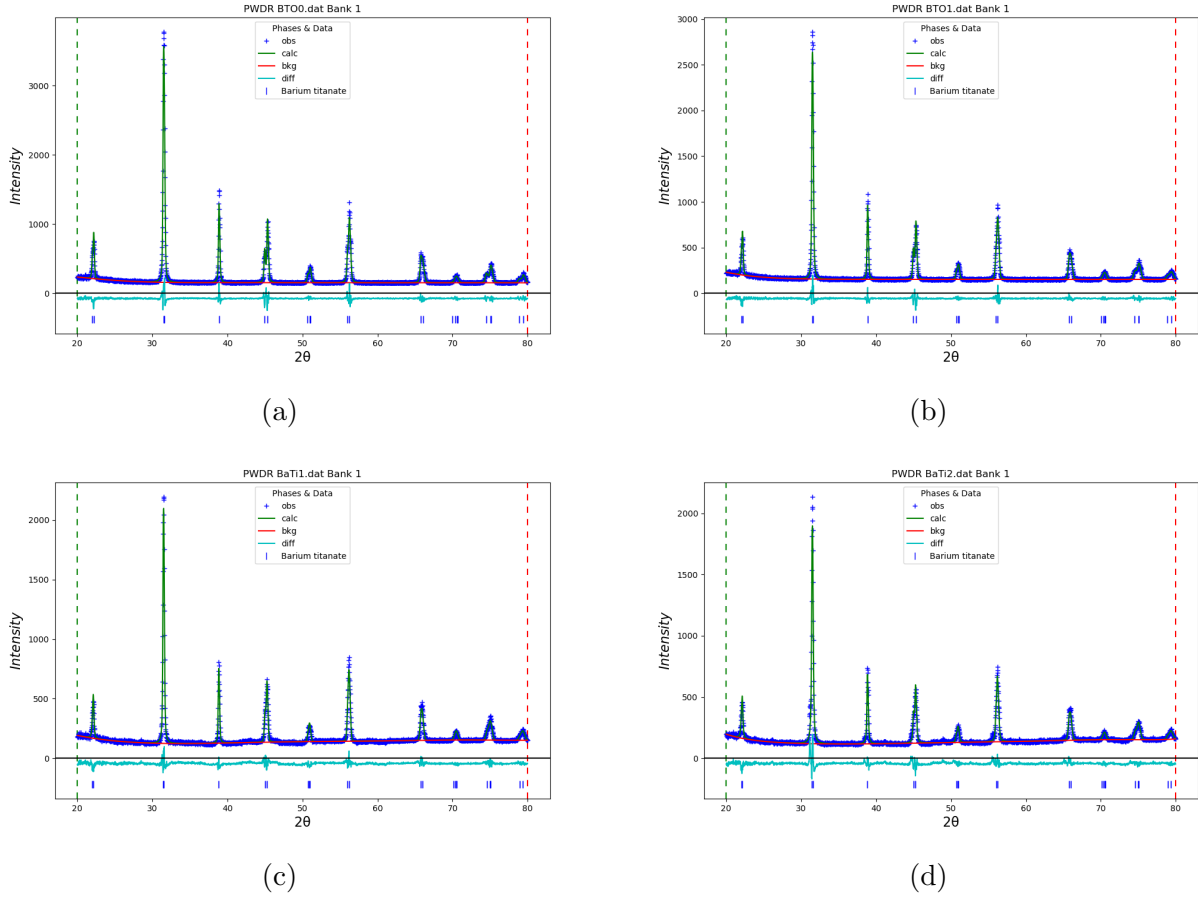 PWDR BTO0.dat Bank 1
Phases & Data
obs
calc
bkg
diff
Barium titanate
Intensity
3000
2000
1000
0
20
30
40
50
60
70
80
2θ
(a)
PWDR BTO1.dat Bank 1
Phases & Data
obs
calc
bkg
diff
Barium titanate
Intensity
3000
2500
2000
1500
1000
500
0
20
30
40
50
60
70
80
2θ
(b)
PWDR BaTi1.dat Bank 1
Phases & Data
obs
calc
bkg
diff
Barium titanate
Intensity
2000
1500
1000
500
0
20
30
40
50
60
70
80
2θ
(c)
PWDR BaTi2.dat Bank 1
Phases & Data
obs
calc
bkg
diff
Barium titanate
Intensity
2000
1500
1000
500
0
20
30
40
50
60
70
80
2θ
(d)